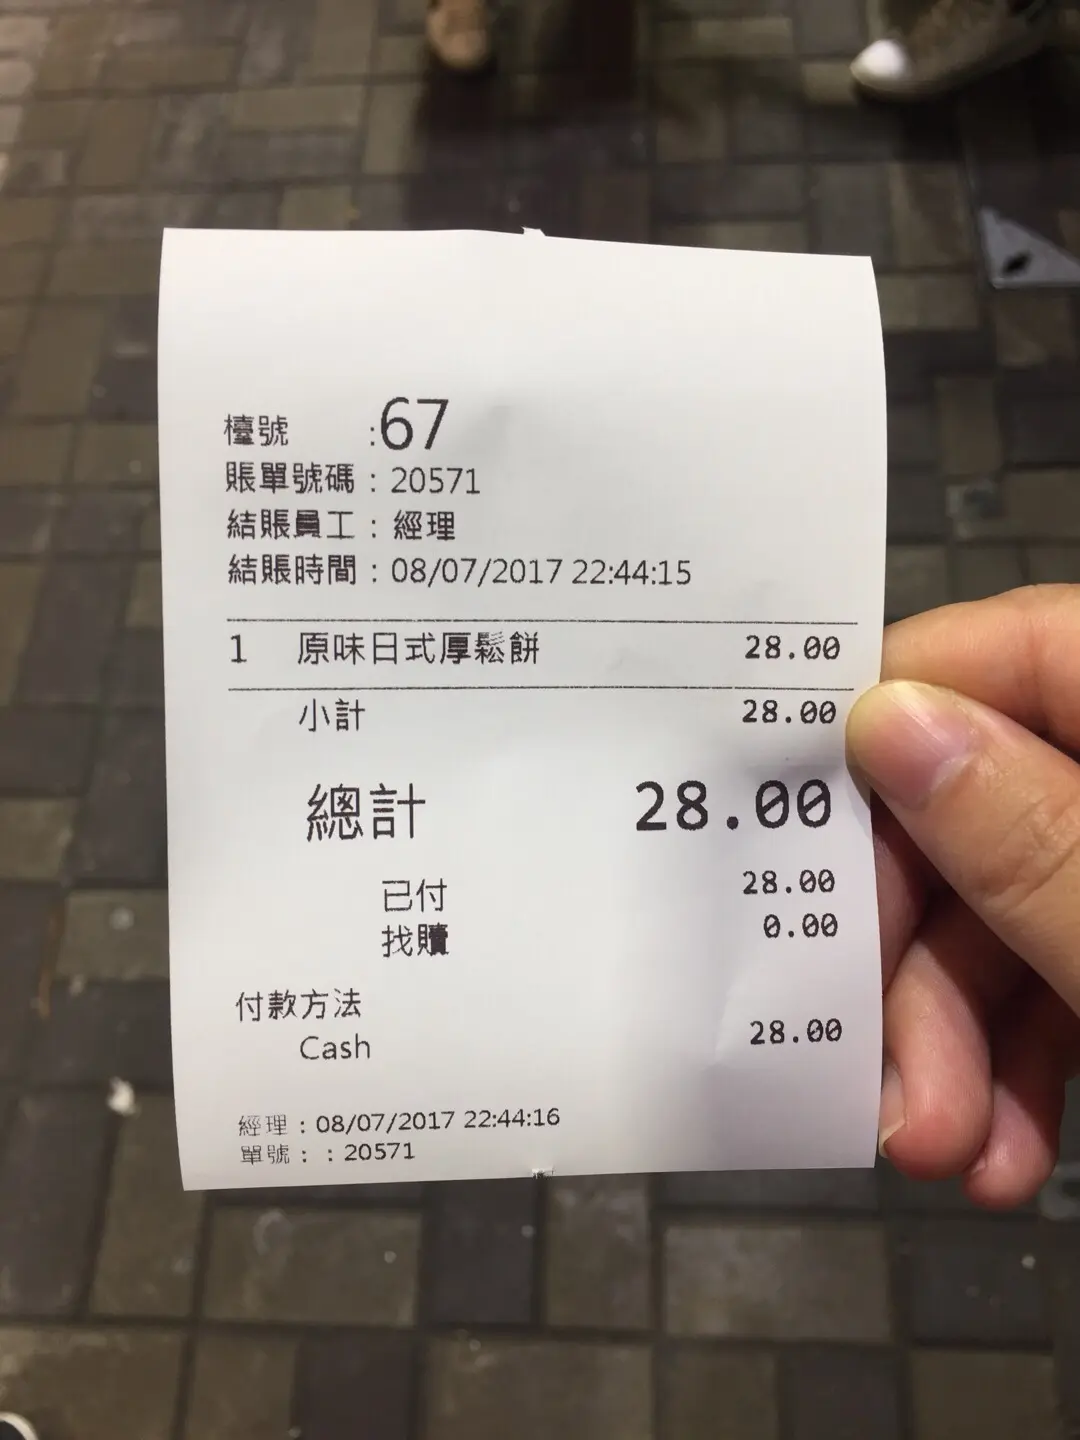 檯號 :67
賬單號碼 : 20571
結賬員工 : 經理
結賬時間 : 08/07/2017 22:44:15
1 原味日式厚鬆餅 28.00
小計 28.00
總計 28.00
已付 28.00
找贖 0.00
付款方法
Cash 28.00
經理 : 08/07/2017 22:44:16
單號 : : 20571